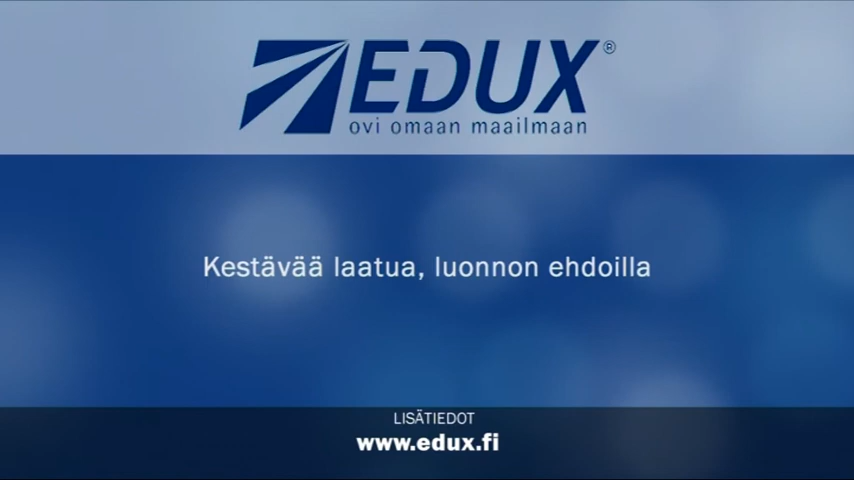 EDUX®
ovi omaan maailmaan
Kestävää laatua, luonnon ehdoilla
LISÄTIEDOT
www.edux.fi